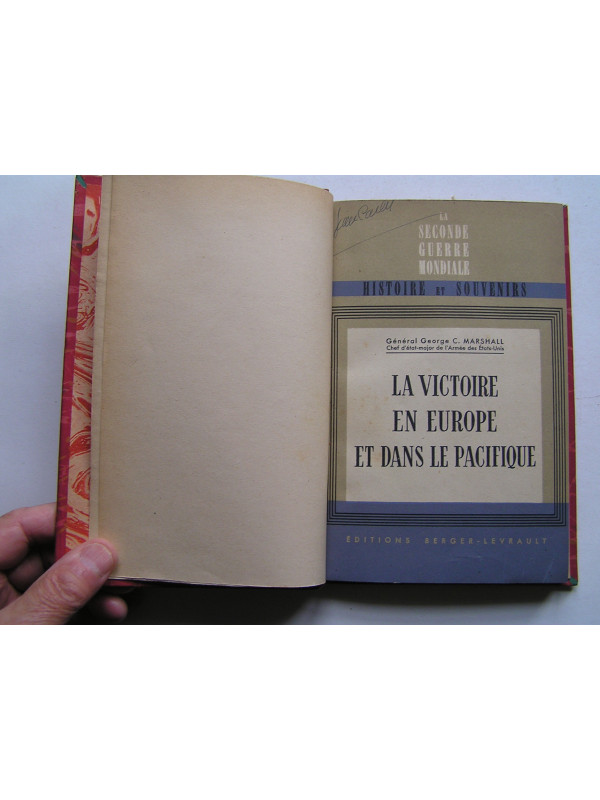 LA
SECONDE
GUERRE
MONDIALE
HISTOIRE ET SOUVENIRS
Général George C. MARSHALL
Chef d'état-major de l'Armée des États-Unis
LA VICTOIRE
EN EUROPE
ET DANS LE PACIFIQUE
ÉDITIONS BERGER-LEVRAULT